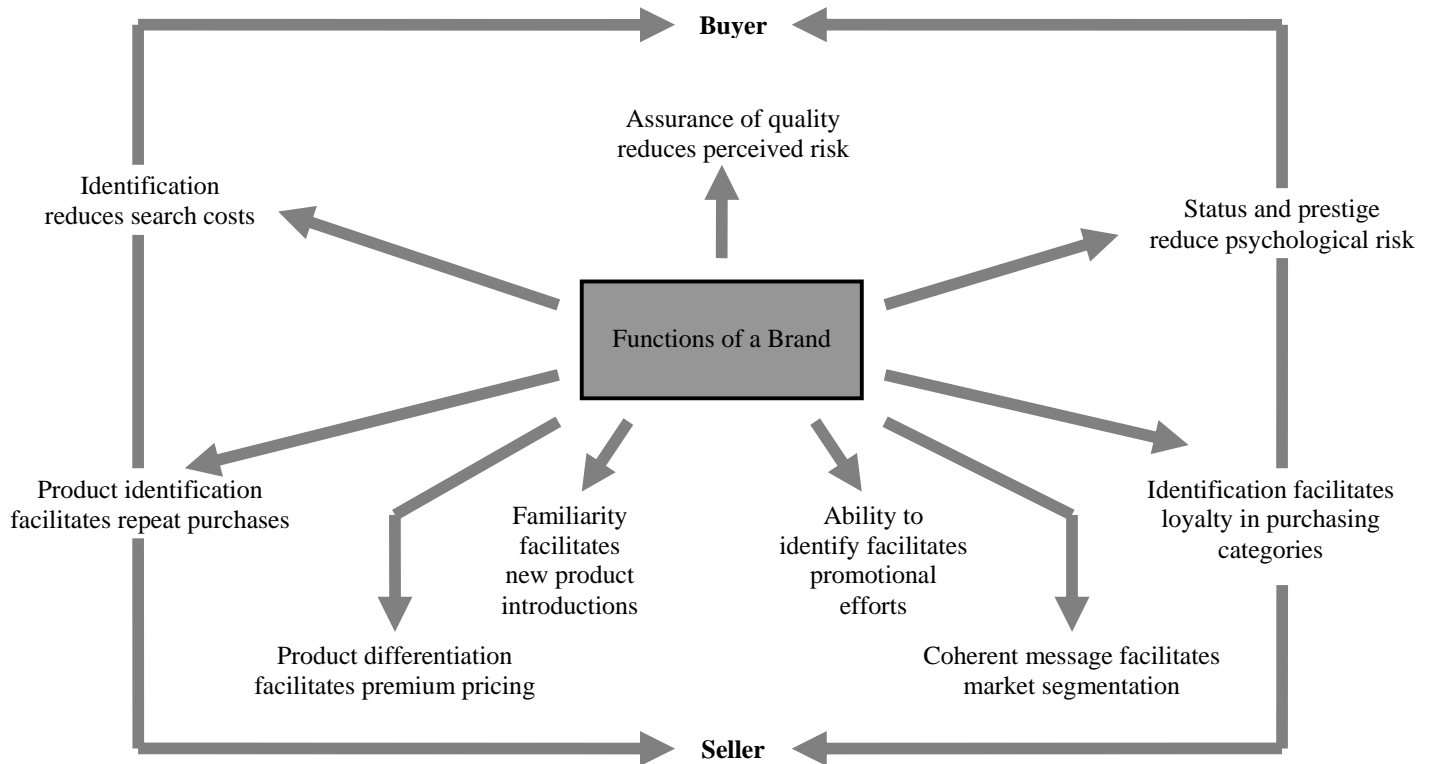 Buyer
Assurance of quality
reduces perceived risk
Identification
reduces search costs
Status and prestige
reduce psychological risk
Functions of a Brand
Product identification
facilitates repeat purchases
Familiarity
facilitates
new product
introductions
Ability to
identify facilitates
promotional
efforts
Identification facilitates
loyalty in purchasing
categories
Product differentiation
facilitates premium pricing
Coherent message facilitates
market segmentation
Seller